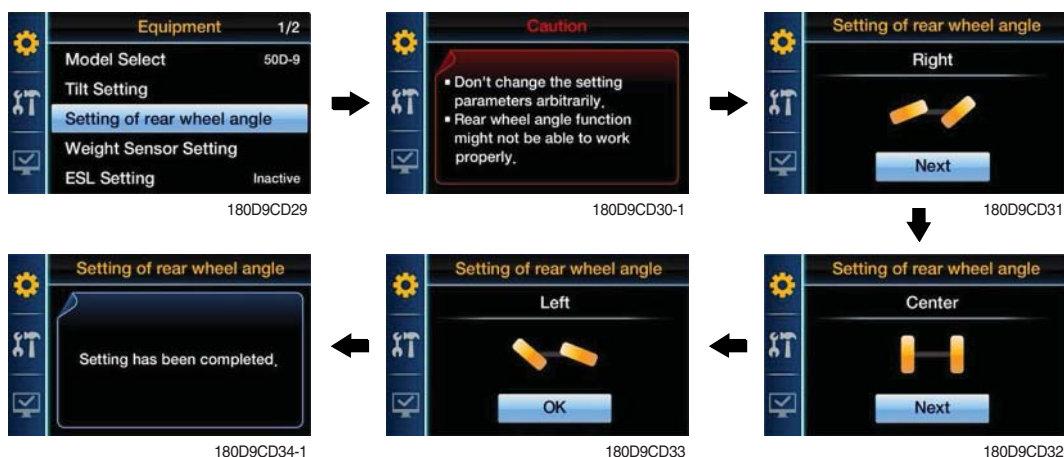 Equipment 1/2
Model Select 50D-9
Tilt Setting
Setting of rear wheel angle
Weight Sensor Setting
ESL Setting Inactive
180D9CD29
Caution
▪ Don't change the setting
parameters arbitrarily.
▪ Rear wheel angle function
might not be able to work
properly.
180D9CD30-1
Setting of rear wheel angle
Right
Next
180D9CD31
Setting of rear wheel angle
Center
Next
180D9CD32
Setting of rear wheel angle
Left
OK
180D9CD33
Setting of rear wheel angle
Setting has been completed.
180D9CD34-1